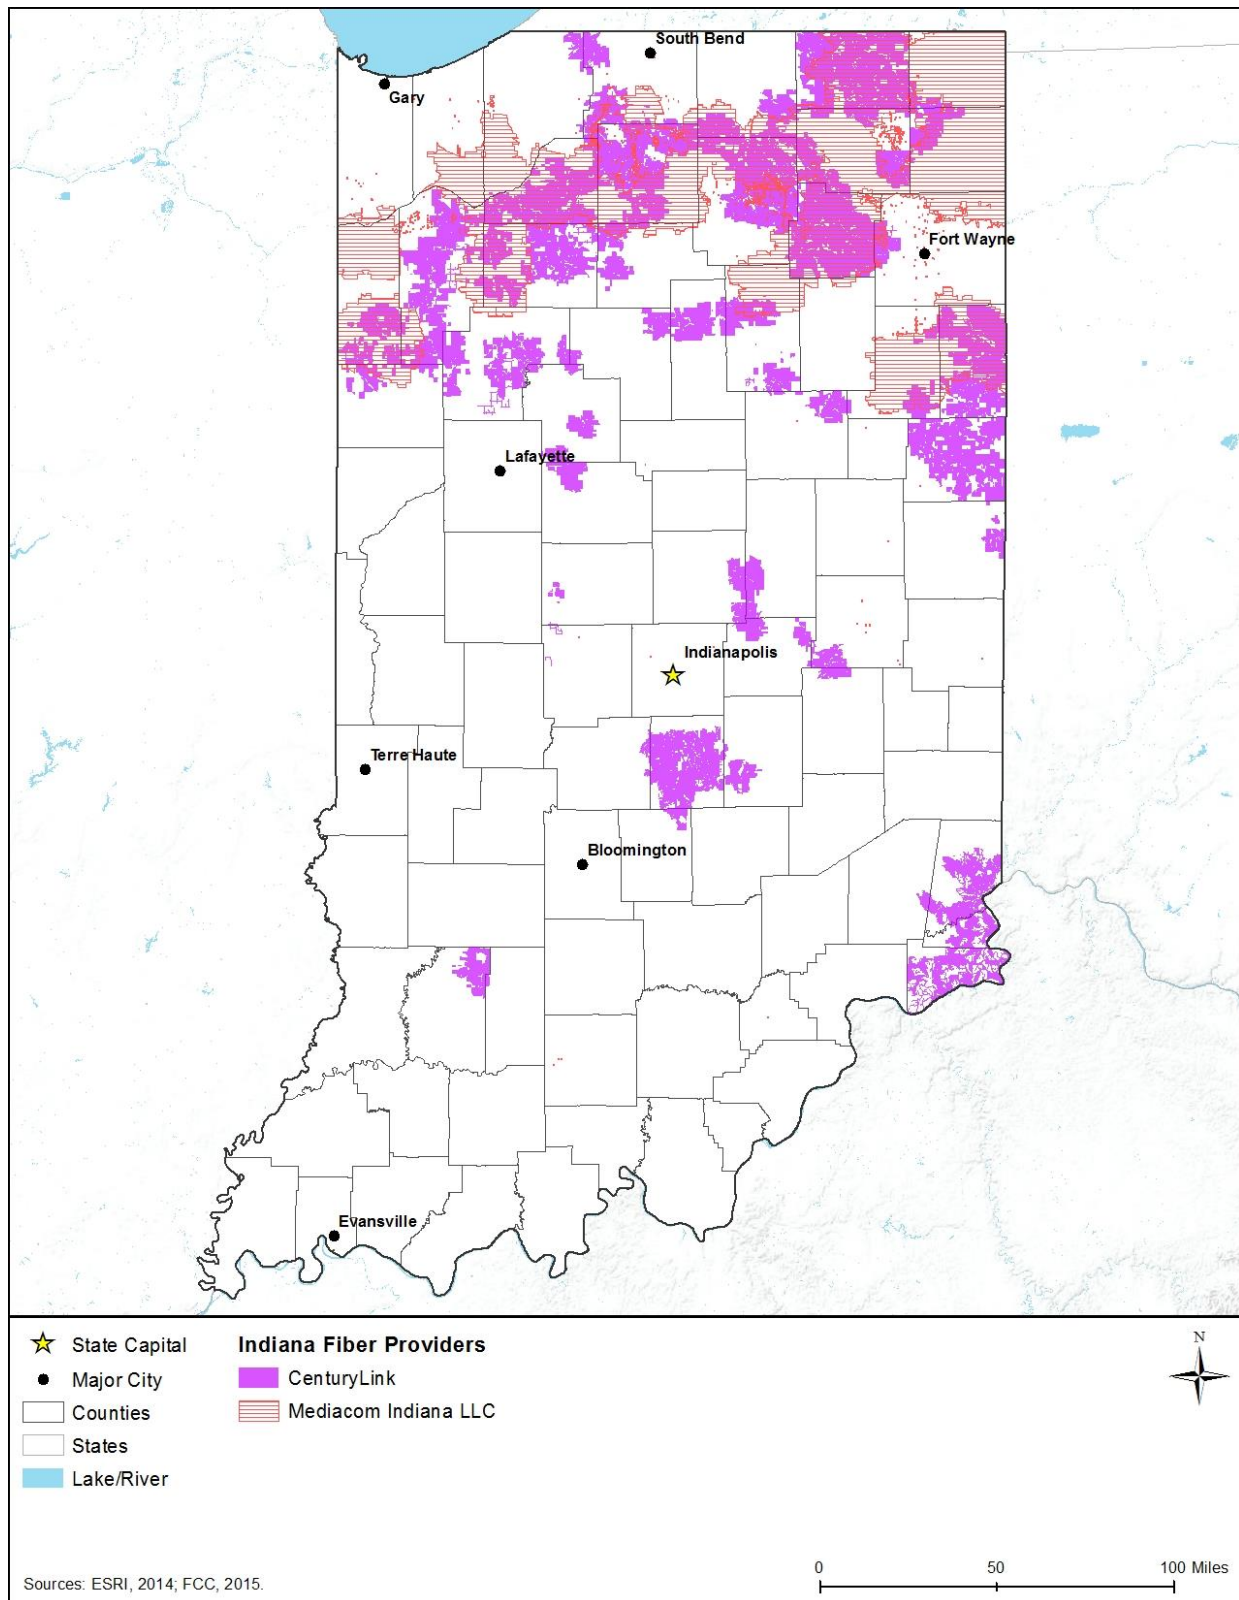 South Bend
Gary
Fort Wayne
Lafayette
Indianapolis
Terre Haute
Bloomington
Evansville
State Capital
Major City
Counties
States
Lake/River
Indiana Fiber Providers
CenturyLink
Mediacom Indiana LLC
N
0 50 100 Miles
Sources: ESRI, 2014; FCC, 2015.